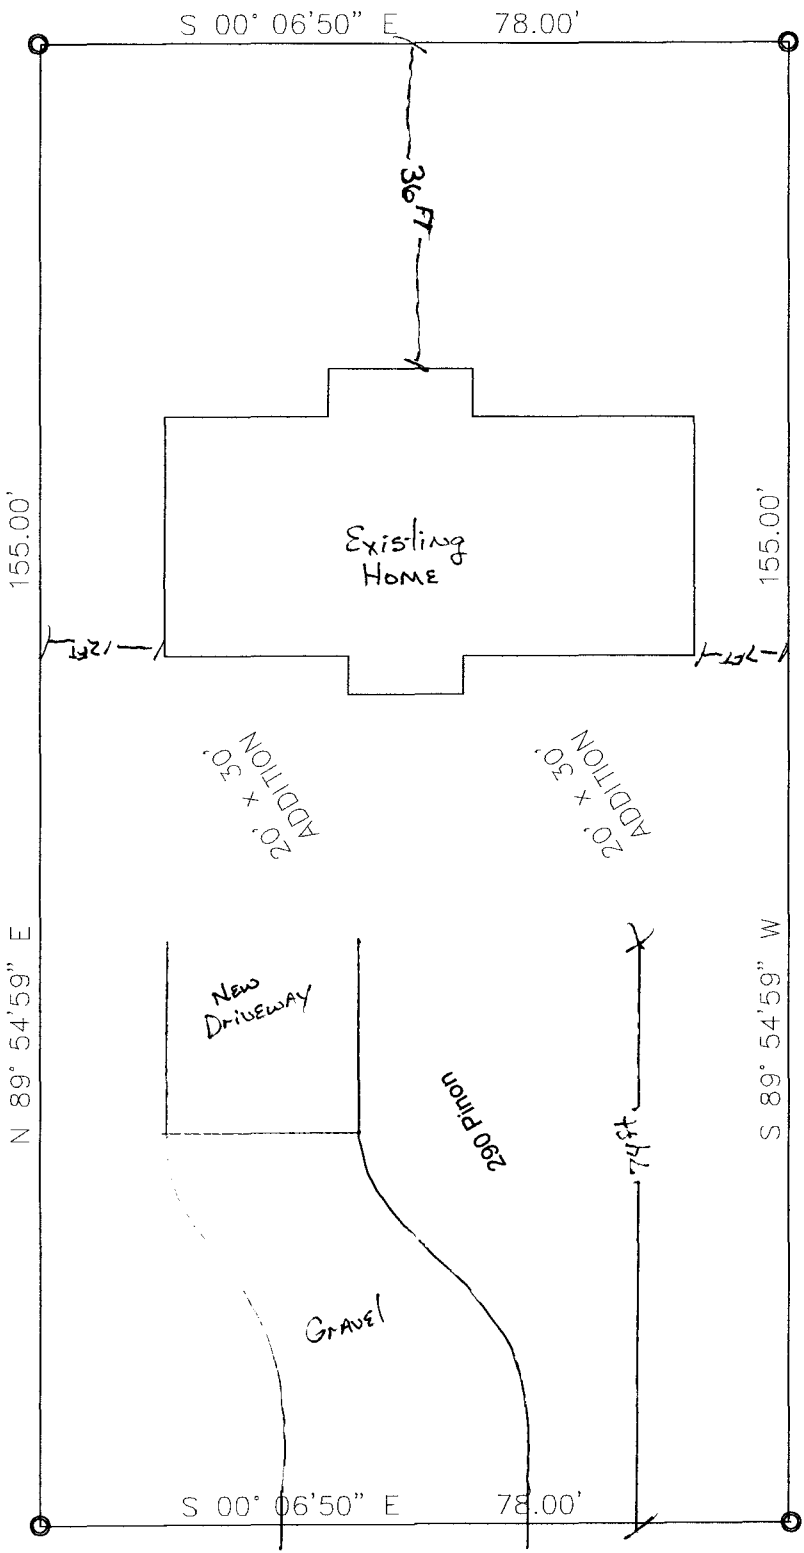 S 00° 06'50" E 78.00'
36 FT
155.00'
155.00'
Existing
HOME
12FT
7FT
20' x 30'
ADDITION
20' x 30'
ADDITION
N 89° 54'59" E
S 89° 54'59" W
NEW
DRIVEWAY
290 Pinon
74ft
GRAVEl
S 00° 06'50" E 78.00'